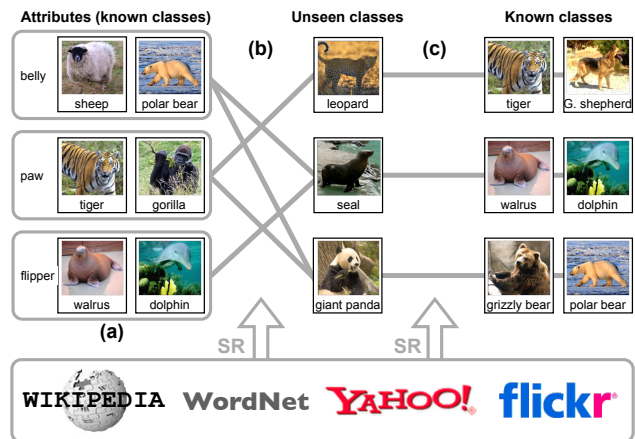 Attributes (known classes)
Unseen classes
Known classes
belly
sheep
polar bear
(b)
leopard
(c)
tiger
G. shepherd
paw
tiger
gorilla
seal
walrus
dolphin
flipper
walrus
dolphin
giant panda
grizzly bear
polar bear
(a)
SR
SR
WIKIPEDIA
WordNet
YAHOO!
flickr